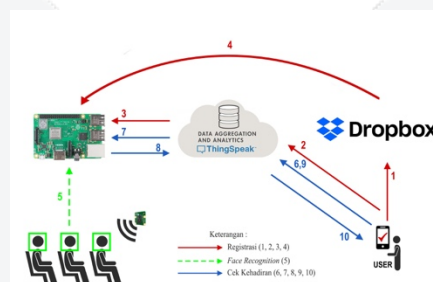 4
3
7
8
DATA AGGREGATION
AND ANALYTICS
ThingSpeak
Dropbox
2
6,9
1
5
10
USER
Keterangan :
Registrasi (1, 2, 3, 4)
Face Recognition (5)
Cek Kehadiran (6, 7, 8, 9, 10)